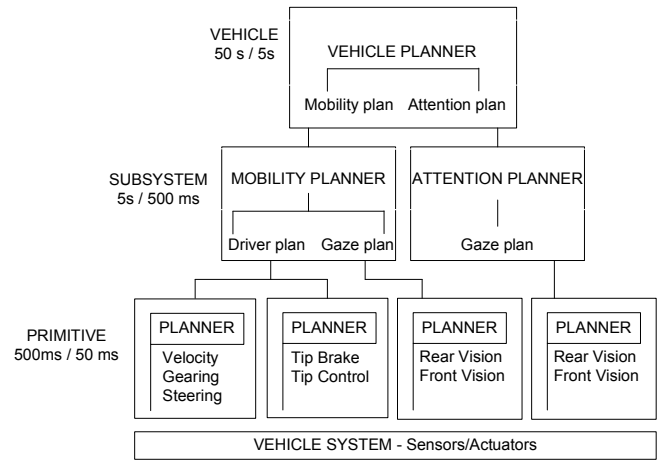 VEHICLE
50 s / 5s
VEHICLE PLANNER
Mobility plan Attention plan
SUBSYSTEM
5s / 500 ms
MOBILITY PLANNER
Driver plan Gaze plan
ATTENTION PLANNER
Gaze plan
PRIMITIVE
500ms / 50 ms
PLANNER
Velocity
Gearing
Steering
PLANNER
Tip Brake
Tip Control
PLANNER
Rear Vision
Front Vision
PLANNER
Rear Vision
Front Vision
VEHICLE SYSTEM - Sensors/Actuators